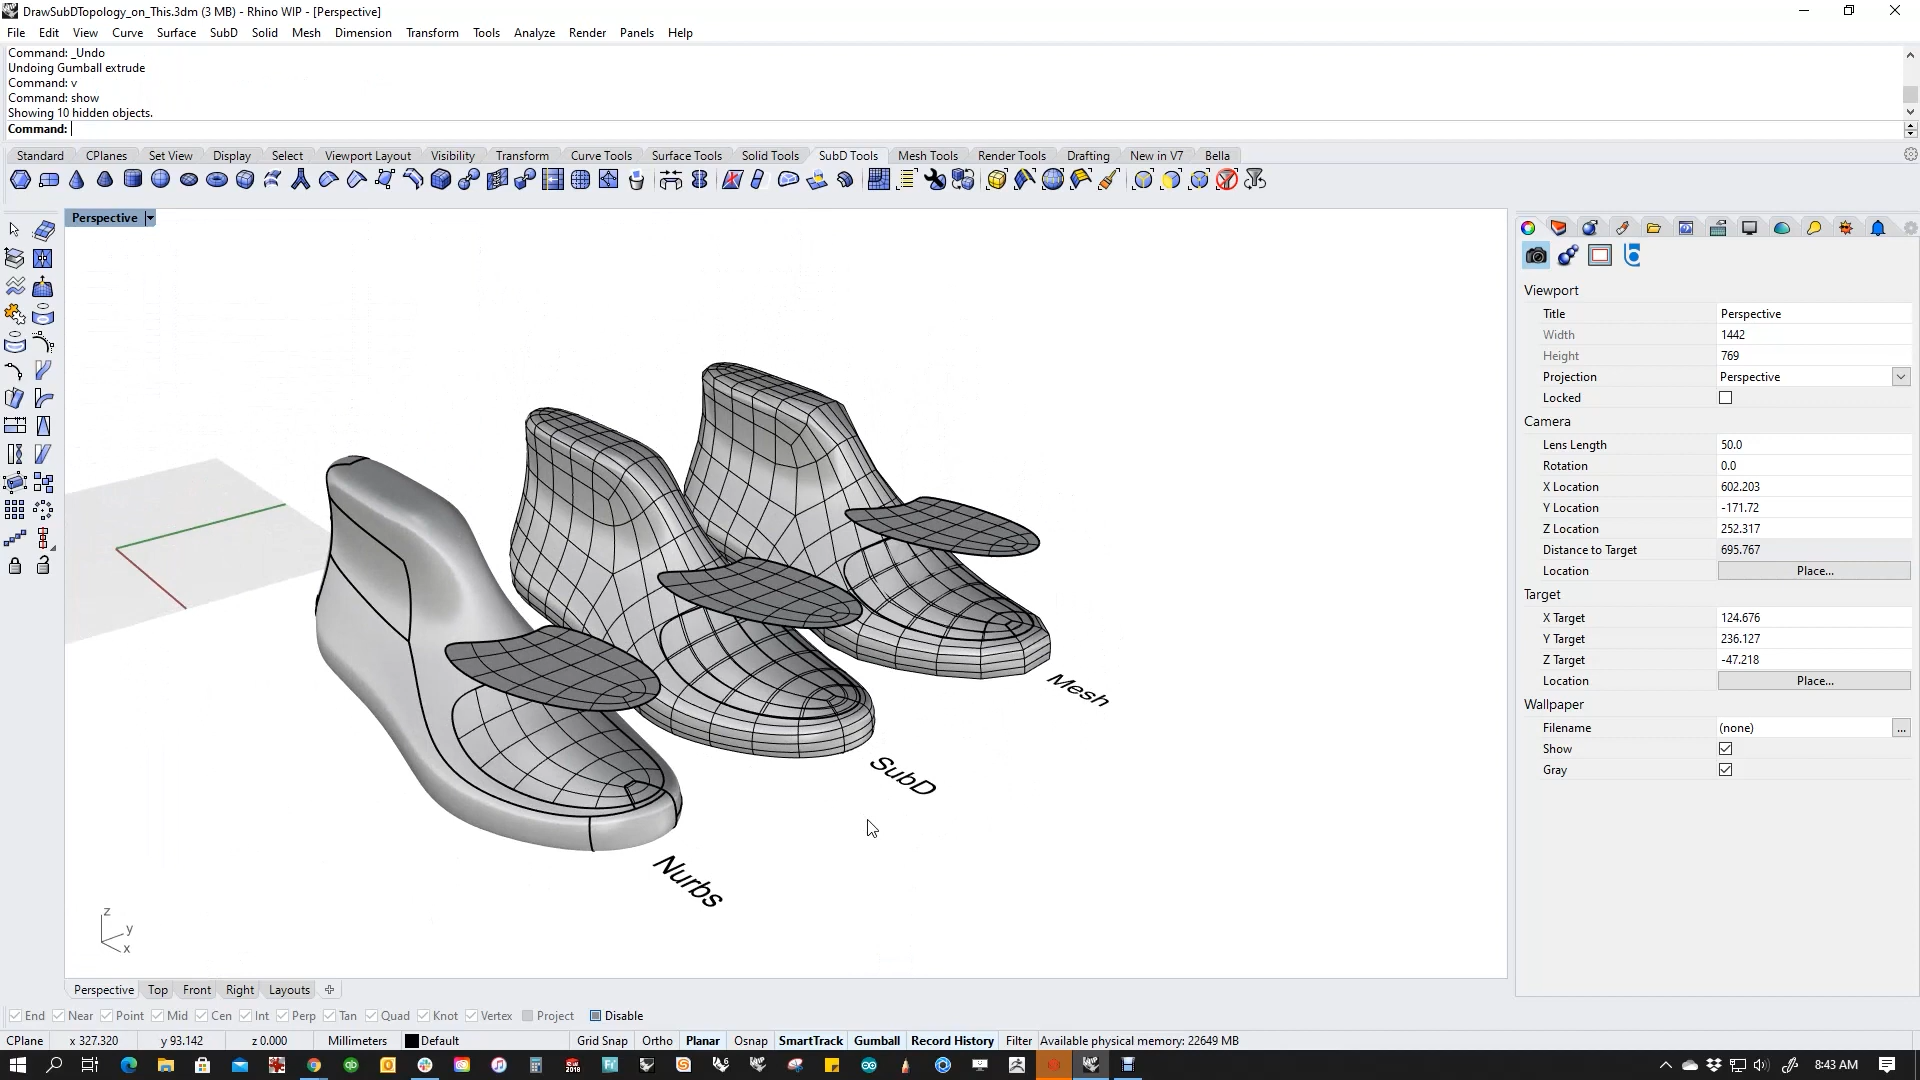 DrawSubDTopology_on_This.3dm (3 MB) - Rhino WIP - [Perspective]
File Edit View Curve Surface SubD Solid Mesh Dimension Transform Tools Analyze Render Panels Help
Command: _Undo
Undoing Gumball extrude
Command: v
Command: show
Showing 10 hidden objects.
Command:
Standard CPlanes Set View Display Select Viewport Layout Visibility Transform Curve Tools Surface Tools Solid Tools SubD Tools Mesh Tools Render Tools Drafting New in V7 Bella
Perspective
Viewport
Title Perspective
Width 1442
Height 769
Projection Perspective
Locked
Camera
Lens Length 50.0
Rotation 0.0
X Location 602.203
Y Location -171.72
Z Location 252.317
Distance to Target 695.767
Location Place...
Target
X Target 124.676
Y Target 236.127
Z Target -47.218
Location Place...
Wallpaper
Filename (none) ...
Show
Gray
Mesh
SubD
Nurbs
z
y
x
Perspective Top Front Right Layouts
End Near Point Mid Cen Int Perp Tan Quad Knot Vertex Project Disable
CPlane x 327.320 y 93.142 z 0.000 Millimeters Default Grid Snap Ortho Planar Osnap SmartTrack Gumball Record History Filter Available physical memory: 22649 MB
8:43 AM